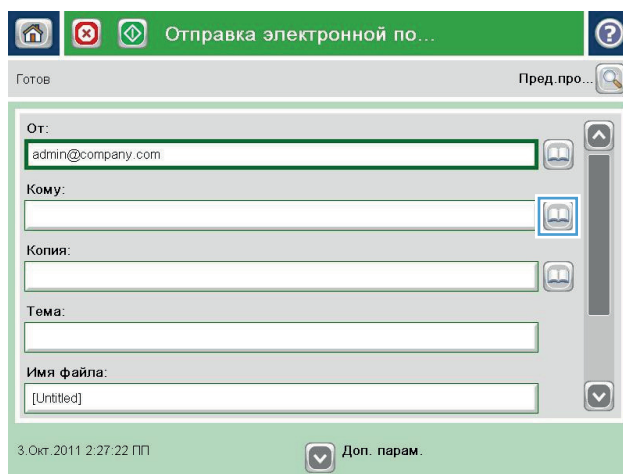 Отправка электронной по...
Готов
Пред.про...
От:
admin@company.com
Кому:
Копия:
Тема:
Имя файла:
[Untitled]
3.Окт.2011 2:27:22 ПП
Доп. парам.